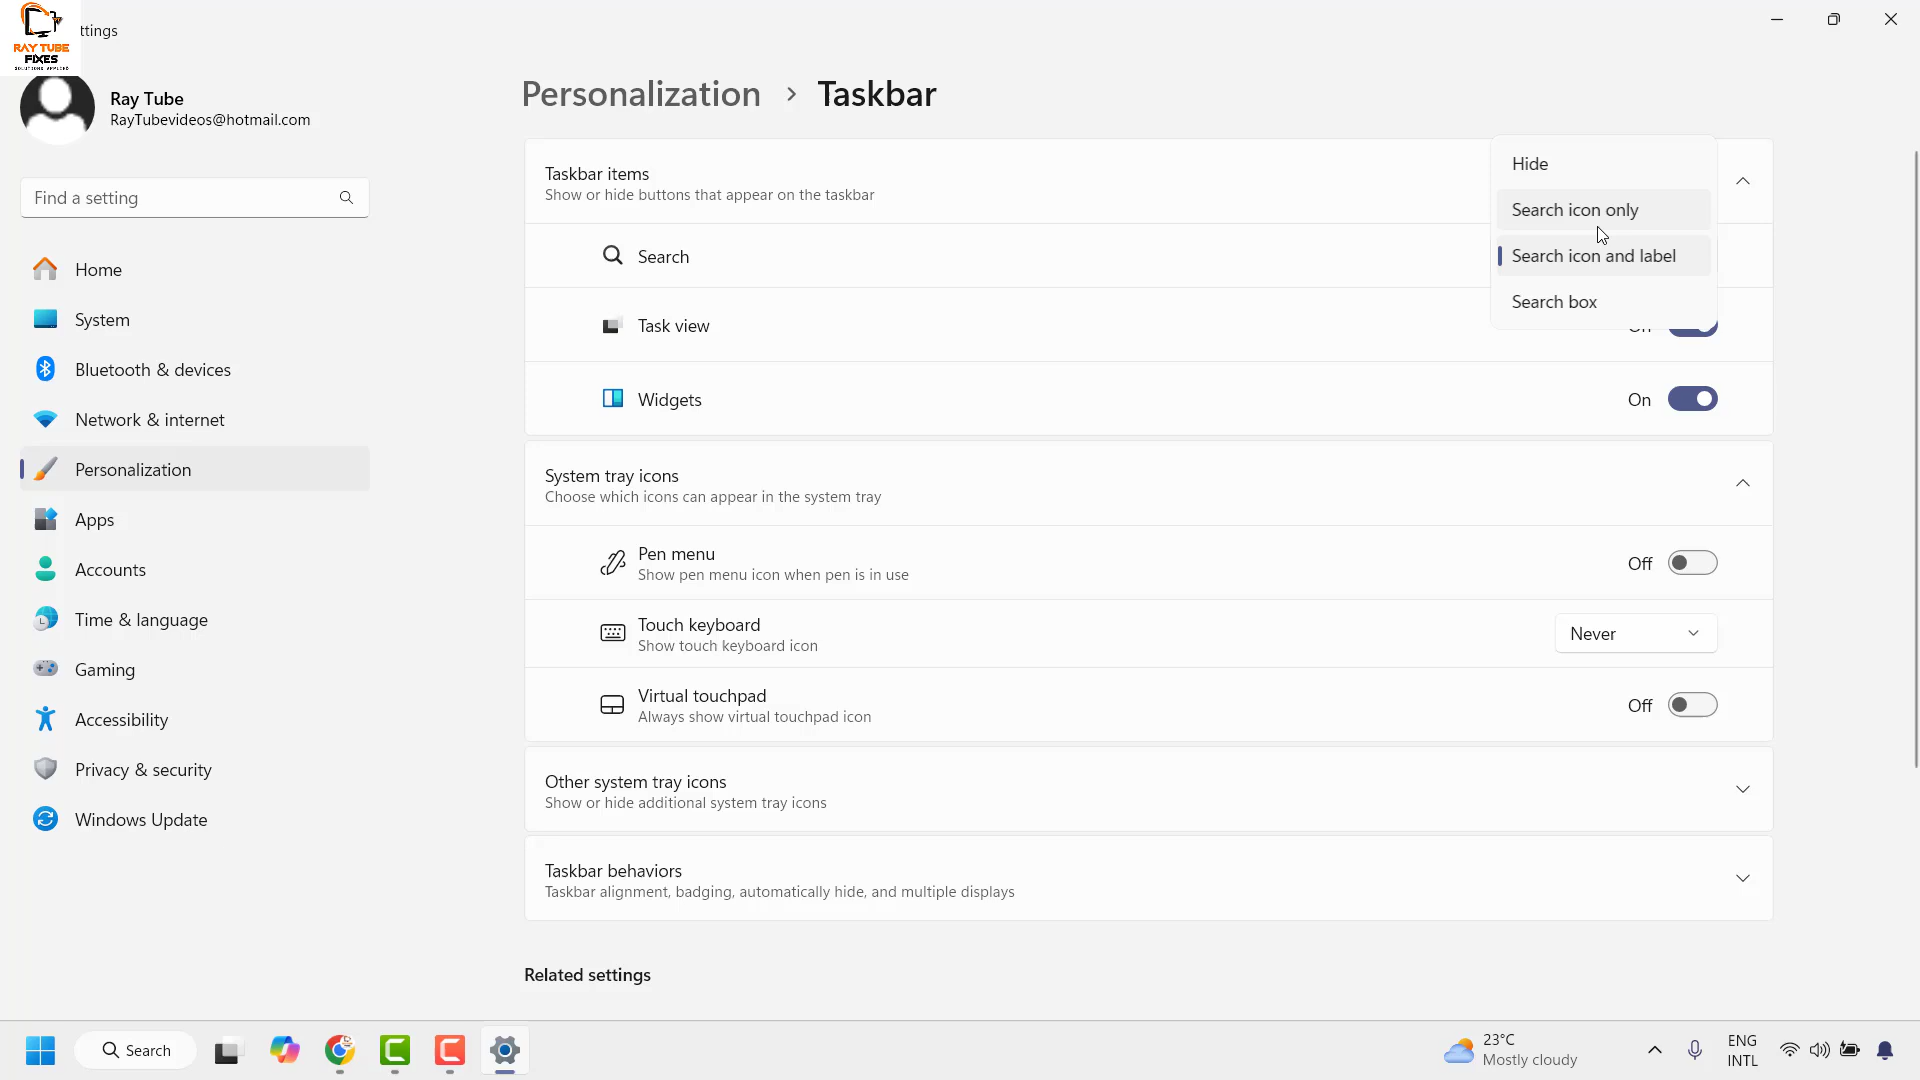 RAY TUBE
FIXES
SOLUTIONS APPLIED
ttings
Ray Tube
RayTubevideos@hotmail.com
Find a setting
Home
System
Bluetooth & devices
Network & internet
Personalization
Apps
Accounts
Time & language
Gaming
Accessibility
Privacy & security
Windows Update
Personalization > Taskbar
Taskbar items
Show or hide buttons that appear on the taskbar
Hide
Search icon only
Search icon and label
Search box
Search
Task view
Widgets
On
System tray icons
Choose which icons can appear in the system tray
Pen menu
Show pen menu icon when pen is in use
Off
Touch keyboard
Show touch keyboard icon
Never
Virtual touchpad
Always show virtual touchpad icon
Off
Other system tray icons
Show or hide additional system tray icons
Taskbar behaviors
Taskbar alignment, badging, automatically hide, and multiple displays
Related settings
Search
23°C
Mostly cloudy
ENG
INTL